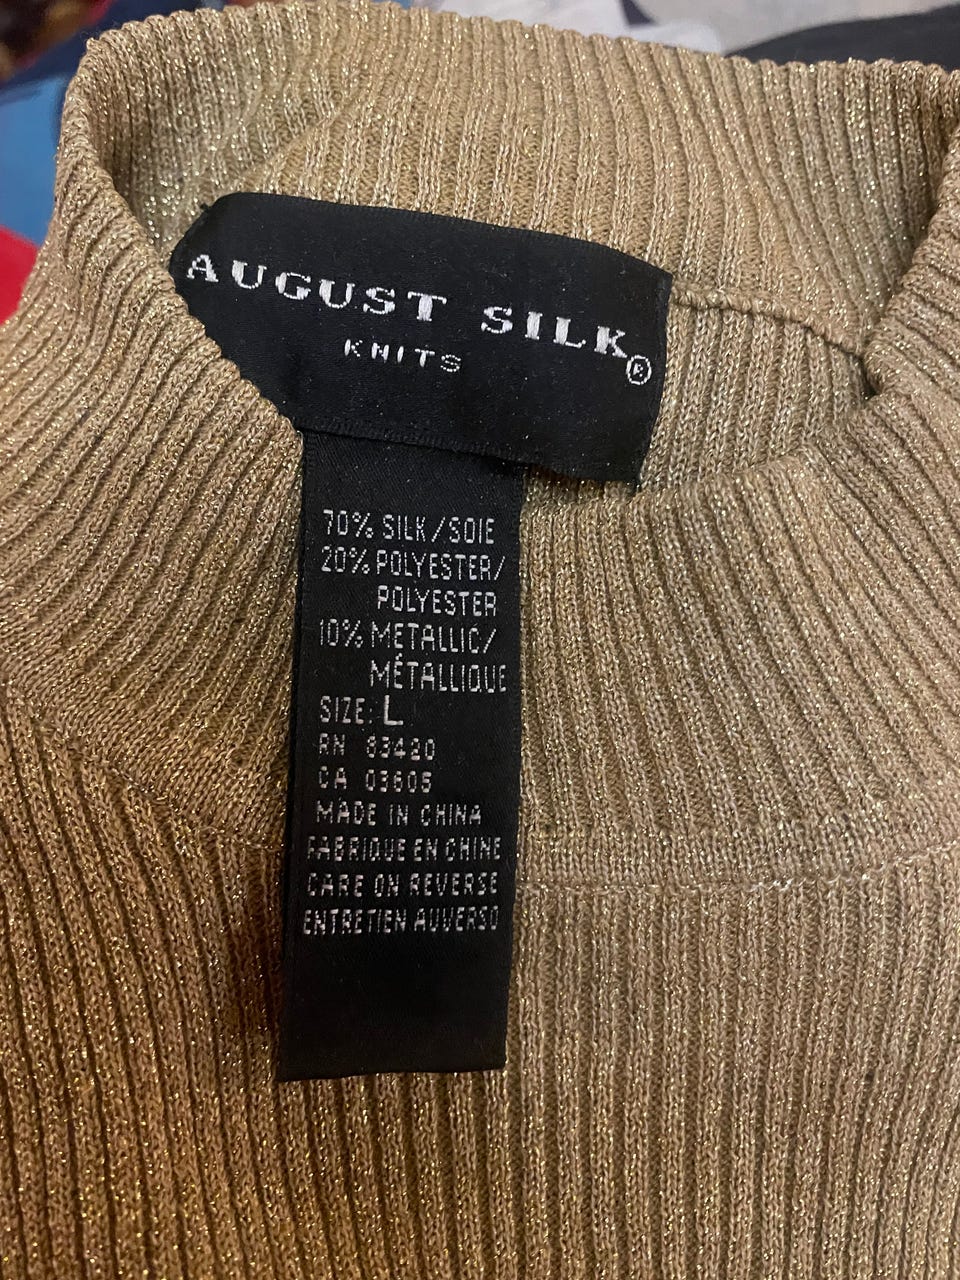 AUGUST SILK®
KNITS
70% SILK/SOIE
20% POLYESTER/
POLYESTER
10% METALLIC/
MÉTALLIQUE
SIZE: L
RN 83420
CA 03605
MADE IN CHINA
FABRIQUE EN CHINE
CARE ON REVERSE
ENTRETIEN AUVERSO